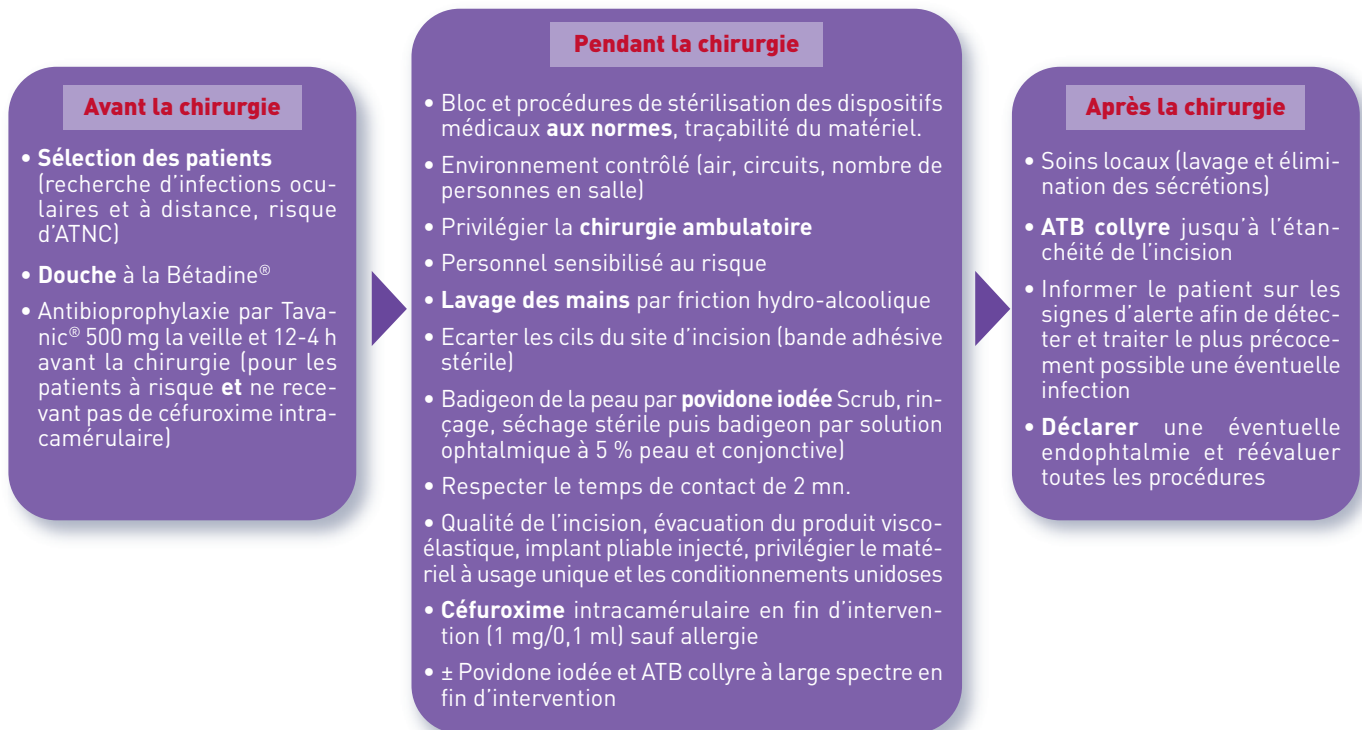 Avant la chirurgie
• Sélection des patients
(recherche d'infections ocu-
laires et à distance, risque
d'ATNC)
• Douche à la Bétadine®
• Antibioprophylaxie par Tava-
nic® 500 mg la veille et 12-4 h
avant la chirurgie (pour les
patients à risque et ne rece-
vant pas de céfuroxime intra-
camérulaire)
Pendant la chirurgie
• Bloc et procédures de stérilisation des dispositifs
médicaux aux normes, traçabilité du matériel.
• Environnement contrôlé (air, circuits, nombre de
personnes en salle)
• Privilégier la chirurgie ambulatoire
• Personnel sensibilisé au risque
• Lavage des mains par friction hydro-alcoolique
• Ecarter les cils du site d'incision (bande adhésive
stérile)
• Badigeon de la peau par povidone iodée Scrub, rin-
çage, séchage stérile puis badigeon par solution
ophtalmique à 5 % peau et conjonctive)
• Respecter le temps de contact de 2 mn.
• Qualité de l'incision, évacuation du produit visco-
élastique, implant pliable injecté, privilégier le maté-
riel à usage unique et les conditionnements unidoses
• Céfuroxime intracamérulaire en fin d'interven-
tion (1 mg/0,1 ml) sauf allergie
• ± Povidone iodée et ATB collyre à large spectre en
fin d'intervention
Après la chirurgie
• Soins locaux (lavage et élimi-
nation des sécrétions)
• ATB collyre jusqu'à l'étan-
chéité de l'incision
• Informer le patient sur les
signes d'alerte afin de détec-
ter et traiter le plus précoce-
ment possible une éventuelle
infection
• Déclarer une éventuelle
endophtalmie et réévaluer
toutes les procédures